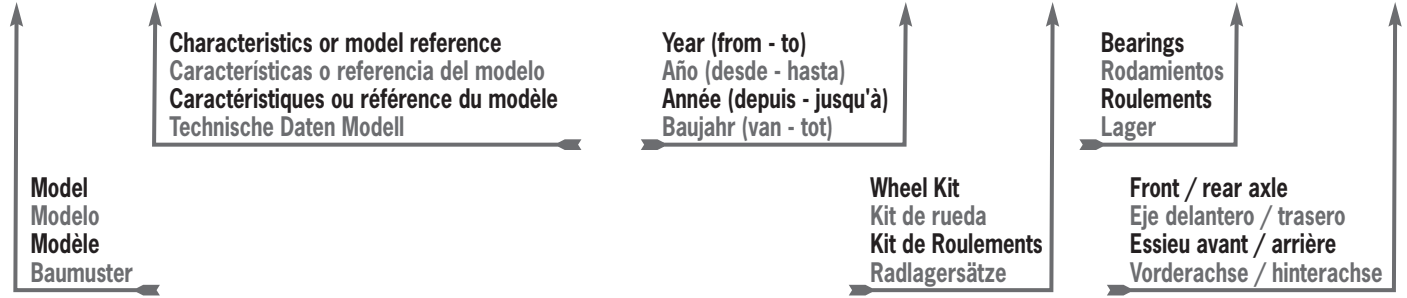 Characteristics or model reference
Características o referencia del modelo
Caractéristiques ou référence du modèle
Technische Daten Modell
Year (from - to)
Año (desde - hasta)
Année (depuis - jusqu'à)
Baujahr (van - tot)
Bearings
Rodamientos
Roulements
Lager
Model
Modelo
Modèle
Baumuster
Wheel Kit
Kit de rueda
Kit de Roulements
Radlagersätze
Front / rear axle
Eje delantero / trasero
Essieu avant / arrière
Vorderachse / hinterachse